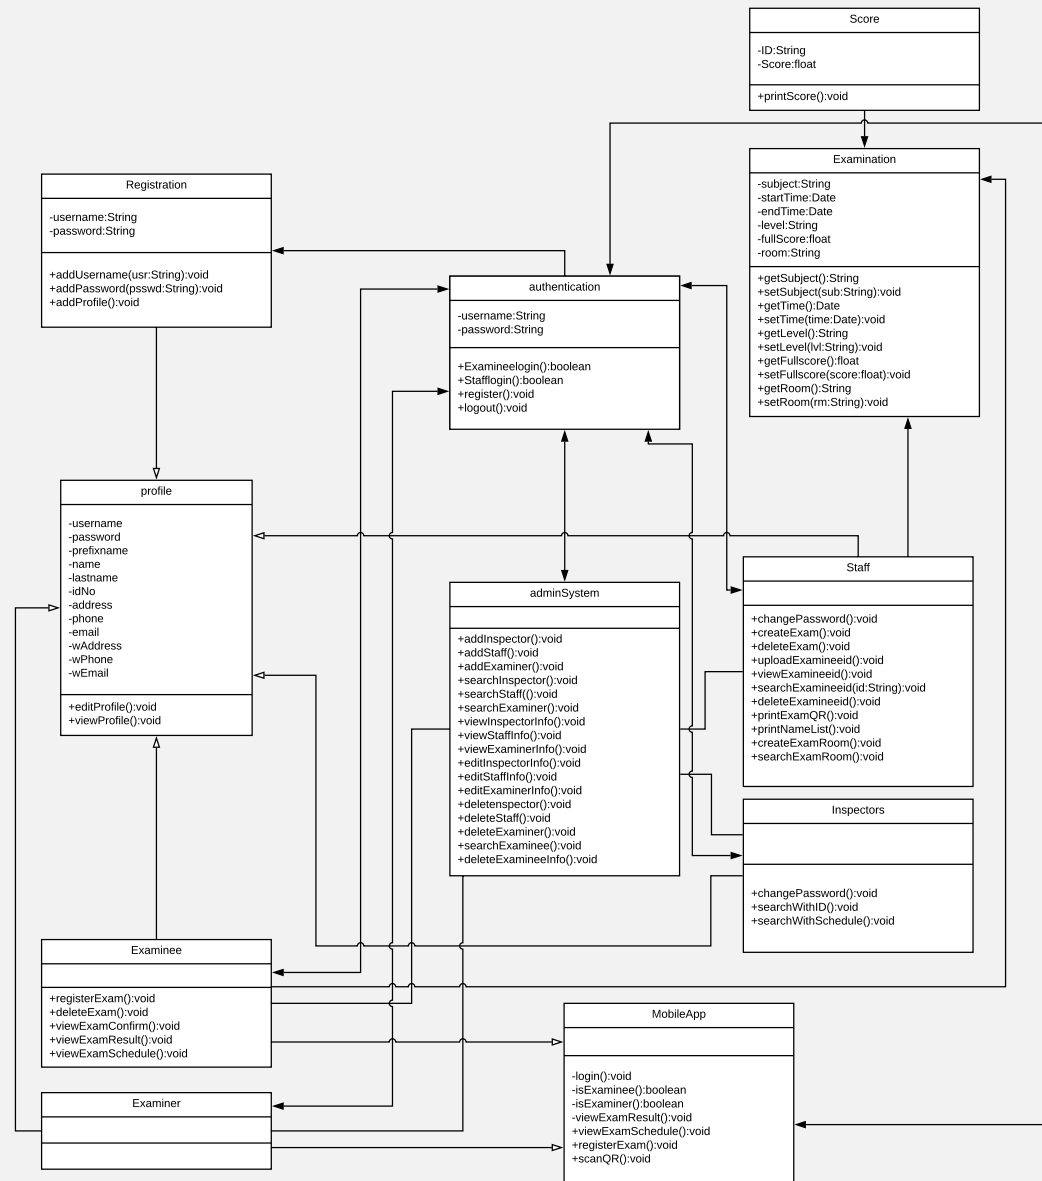 Score
-ID:String
-Score:float
+printScore():void
Examination
-subject:String
-startTime:Date
-endTime:Date
-level:String
-fullScore:float
-room:String
+getSubject():String
+setSubject(sub:String):void
+getTime():Date
+setTime(time:Date):void
+getLevel():String
+setLevel(lvl:String):void
+getFullscore():float
+setFullscore(score:float):void
+getRoom():String
+setRoom(rm:String):void
Registration
-username:String
-password:String
+addUsername(usr:String):void
+addPassword(psswd:String):void
+addProfile():void
authentication
-username:String
-password:String
+Examineelogin():boolean
+Stafflogin():boolean
+register():void
+logout():void
profile
-username
-password
-prefixname
-name
-lastname
-idNo
-address
-phone
-email
-wAddress
-wPhone
-wEmail
+editProfile():void
+viewProfile():void
adminSystem
+addInspector():void
+addStaff():void
+addExaminer():void
+searchInspector():void
+searchStaff(():void
+searchExaminer():void
+viewInspectorInfo():void
+viewStaffInfo():void
+viewExaminerInfo():void
+editInspectorInfo():void
+editStaffInfo():void
+editExaminerInfo():void
+deletenspector():void
+deleteStaff():void
+deleteExaminer():void
+searchExaminee():void
+deleteExamineeInfo():void
Staff
+changePassword():void
+createExam():void
+deleteExam():void
+uploadExamineeid():void
+viewExamineeid():void
+searchExamineeid(id:String):void
+deleteExamineeid():void
+printExamQR():void
+printNameList():void
+createExamRoom():void
+searchExamRoom():void
Inspectors
+changePassword():void
+searchWithID():void
+searchWithSchedule():void
Examinee
+registerExam():void
+deleteExam():void
+viewExamConfirm():void
+viewExamResult():void
+viewExamSchedule():void
Examiner
MobileApp
-login():void
-isExaminee():boolean
-isExaminer():boolean
-viewExamResult():void
+viewExamSchedule():void
+registerExam():void
+scanQR():void